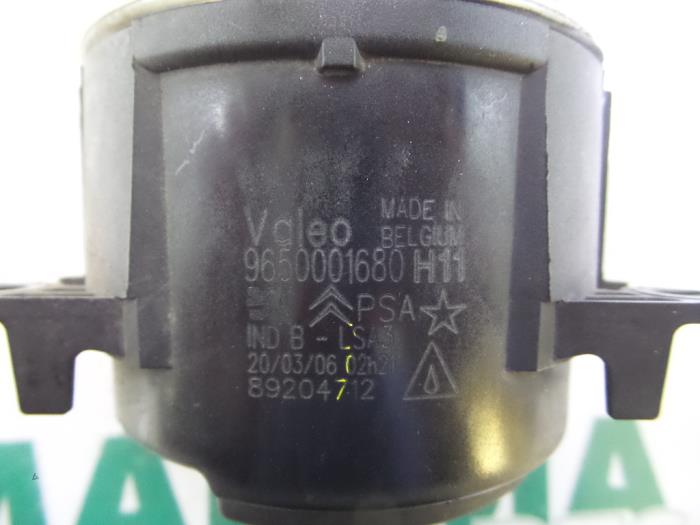 Valeo
MADE IN
BELGIUM
9650001680 H11
PSA
IND B - LSA3
20/03/06 02h21
89204712